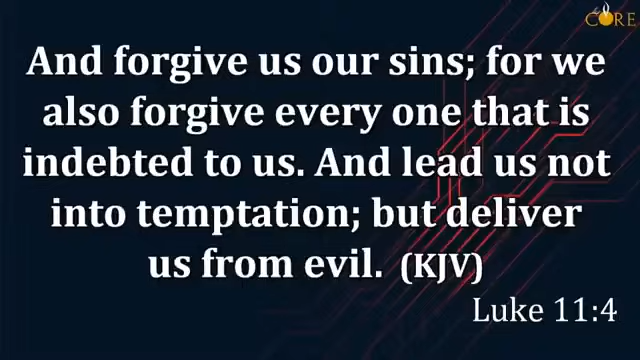 the CORE
And forgive us our sins; for we
also forgive every one that is
indebted to us. And lead us not
into temptation; but deliver
us from evil. (KJV)
Luke 11:4